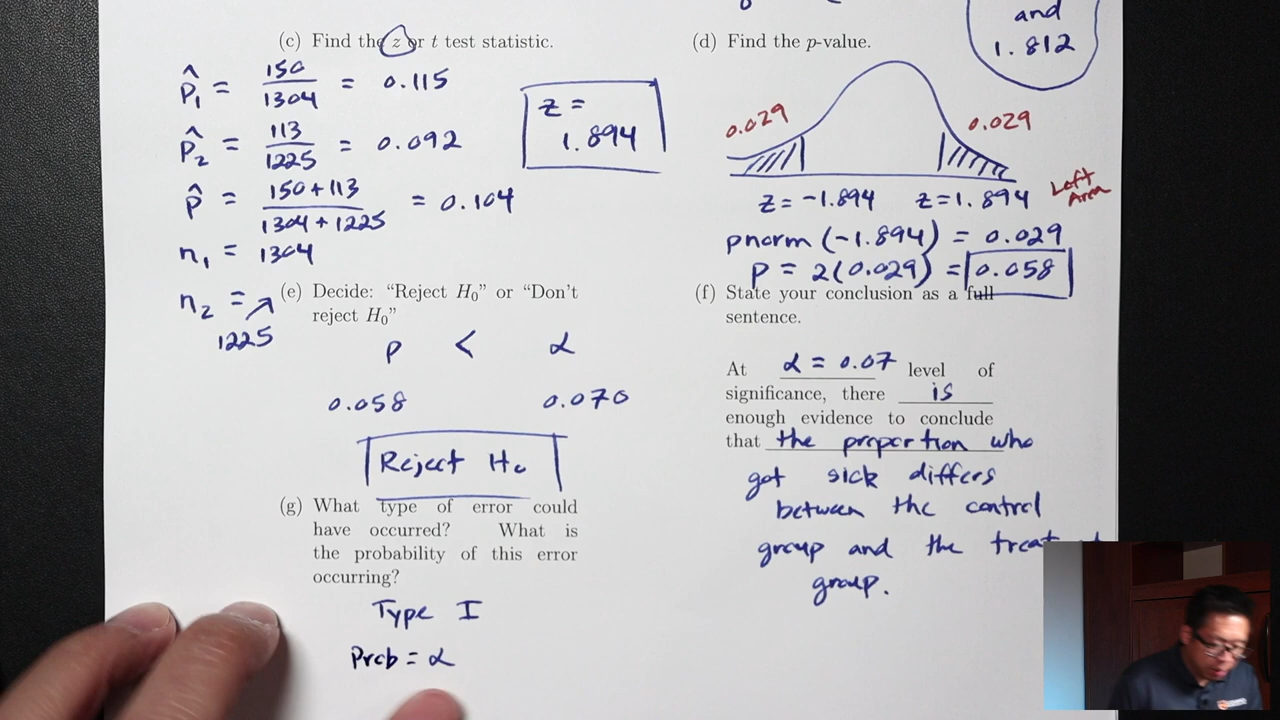 and
1.812
(c) Find the z or t test statistic.
p̂₁ = 150/1304 = 0.115
p̂₂ = 113/1225 = 0.092
p̂ = 150+113/1304+1225 = 0.104
n₁ = 1304
n₂ = ↗
1225
z =
1.894
(d) Find the p-value.
0.029 0.029
z = -1.894 z = 1.894
Left
Area
pnorm (-1.894) = 0.029
p = 2(0.029) = 0.058
(e) Decide: “Reject H₀” or “Don’t
reject H₀”
p < α
0.058 0.070
Reject H₀
(f) State your conclusion as a full
sentence.
At α = 0.07 level of
significance, there is
enough evidence to conclude
that the proportion who
got sick differs
between the control
group and the
group.
(g) What type of error could
have occurred? What is
the probability of this error
occurring?
Type I
Prob = α